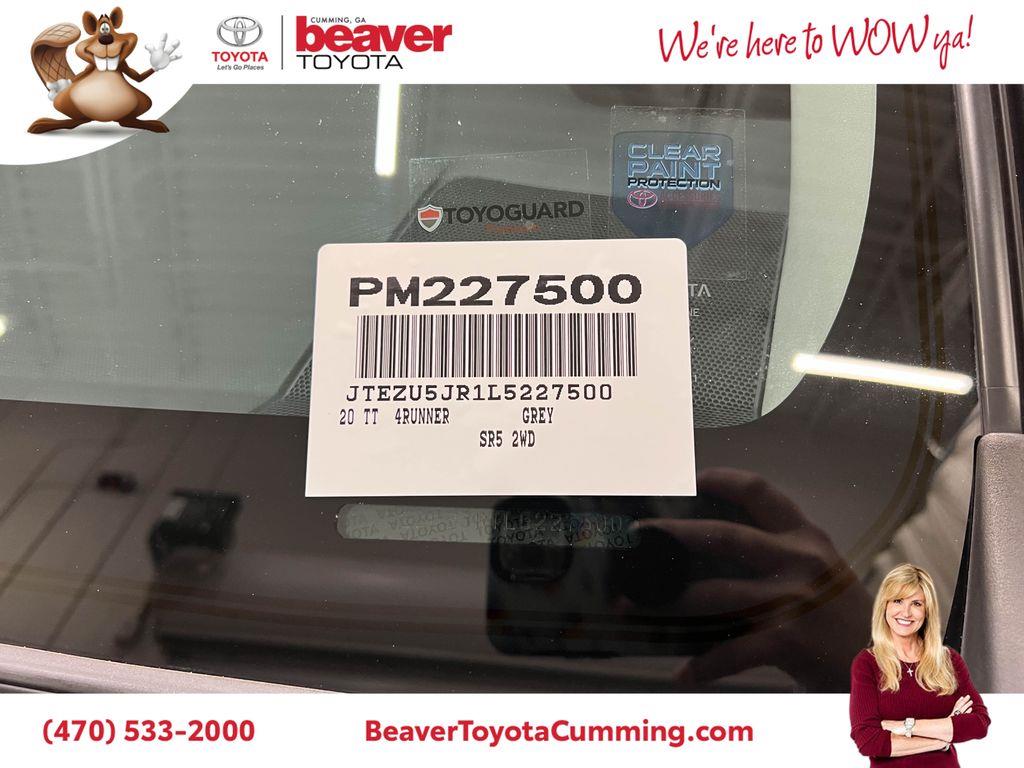 TOYOTA
Let's Go Places
CUMMING, GA
beaver
TOYOTA
We're here to WOW ya!
CLEAR
PAINT
PROTECTION
TOYOGUARD
PM227500
JTEZU5JR1L5227500
20 TT 4RUNNER GREY
SR5 2WD
(470) 533-2000
BeaverToyotaCumming.com